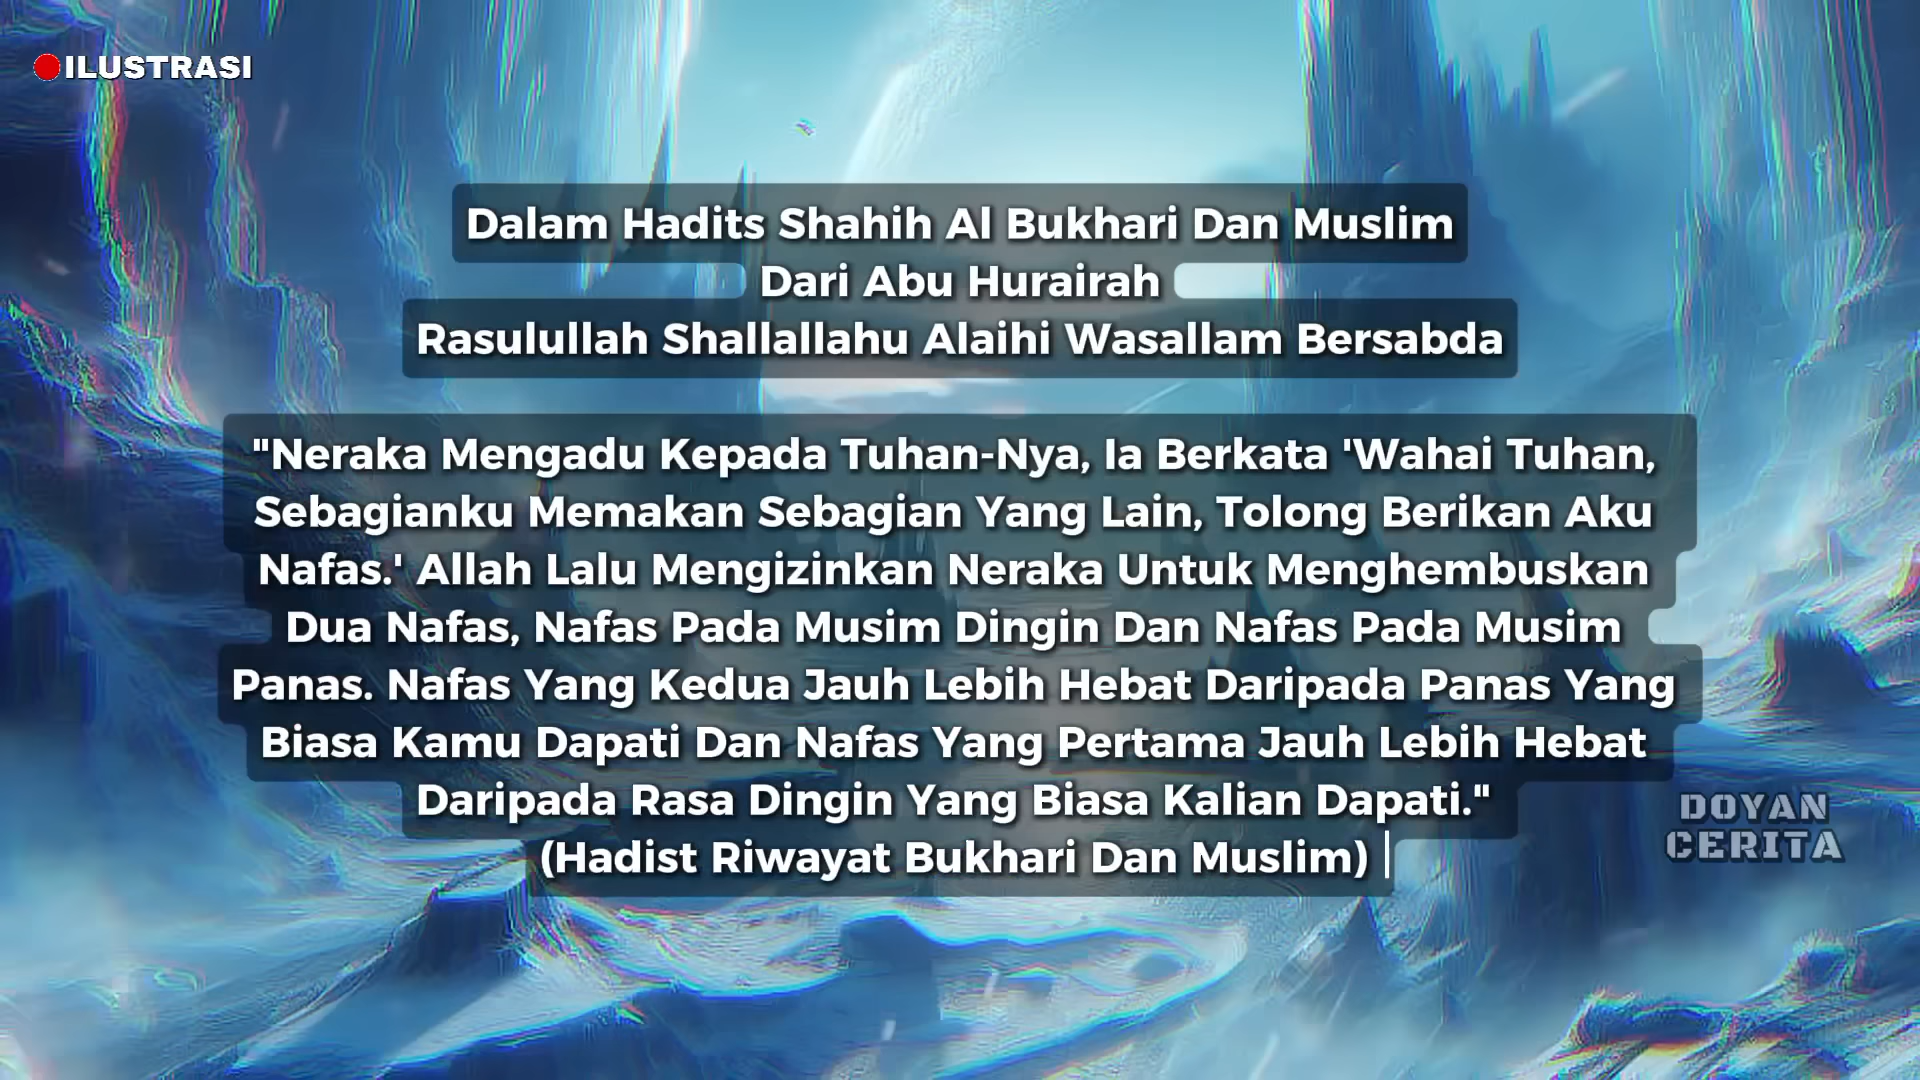 ILUSTRASI
Dalam Hadits Shahih Al Bukhari Dan Muslim
Dari Abu Hurairah
Rasulullah Shallallahu Alaihi Wasallam Bersabda
"Neraka Mengadu Kepada Tuhan-Nya, Ia Berkata 'Wahai Tuhan,
Sebagianku Memakan Sebagian Yang Lain, Tolong Berikan Aku
Nafas.' Allah Lalu Mengizinkan Neraka Untuk Menghembuskan
Dua Nafas, Nafas Pada Musim Dingin Dan Nafas Pada Musim
Panas. Nafas Yang Kedua Jauh Lebih Hebat Daripada Panas Yang
Biasa Kamu Dapati Dan Nafas Yang Pertama Jauh Lebih Hebat
Daripada Rasa Dingin Yang Biasa Kalian Dapati."
(Hadist Riwayat Bukhari Dan Muslim)
DOYAN
CERITA